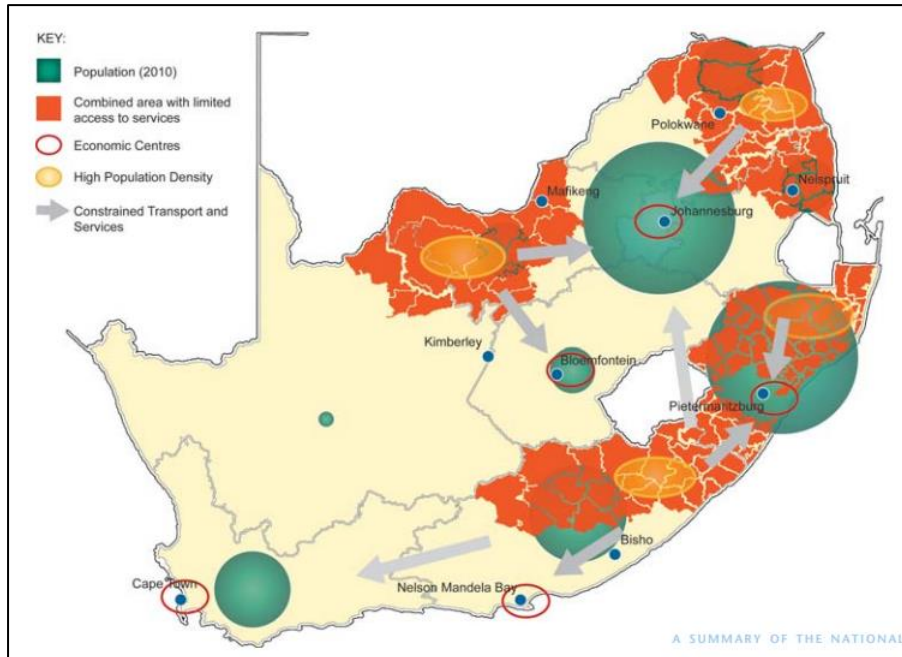 KEY:
Population (2010)
Combined area with limited
access to services
Economic Centres
High Population Density
Constrained Transport and
Services
Polokwane
Nelspruit
Mafikeng
Johannesburg
Kimberley
Bloemfontein
Pietermaritzburg
Bisho
Cape Town
Nelson Mandela Bay
A SUMMARY OF THE NATIONAL